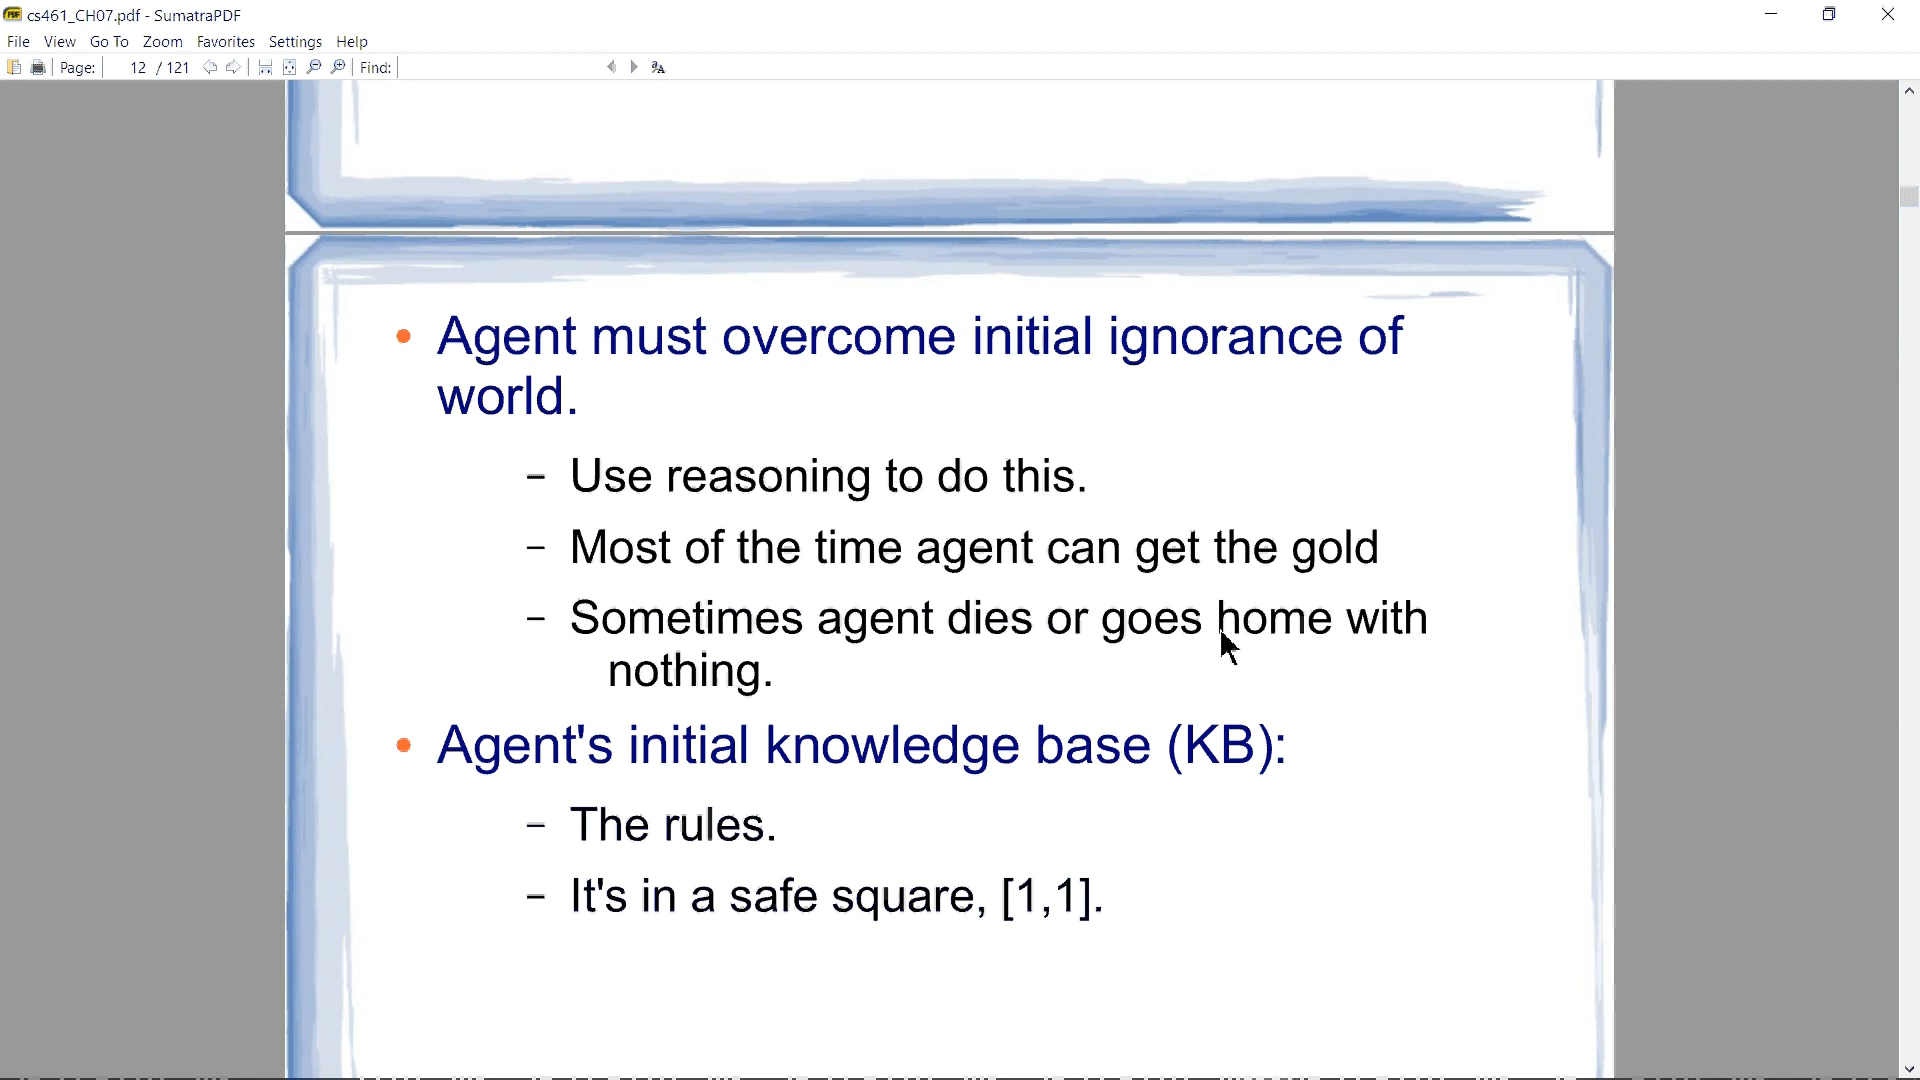 cs461_CH07.pdf - SumatraPDF
File View Go To Zoom Favorites Settings Help
Page: 12 / 121 Find:
• Agent must overcome initial ignorance of
world.
– Use reasoning to do this.
– Most of the time agent can get the gold
– Sometimes agent dies or goes home with
nothing.
• Agent's initial knowledge base (KB):
– The rules.
– It's in a safe square, [1,1].